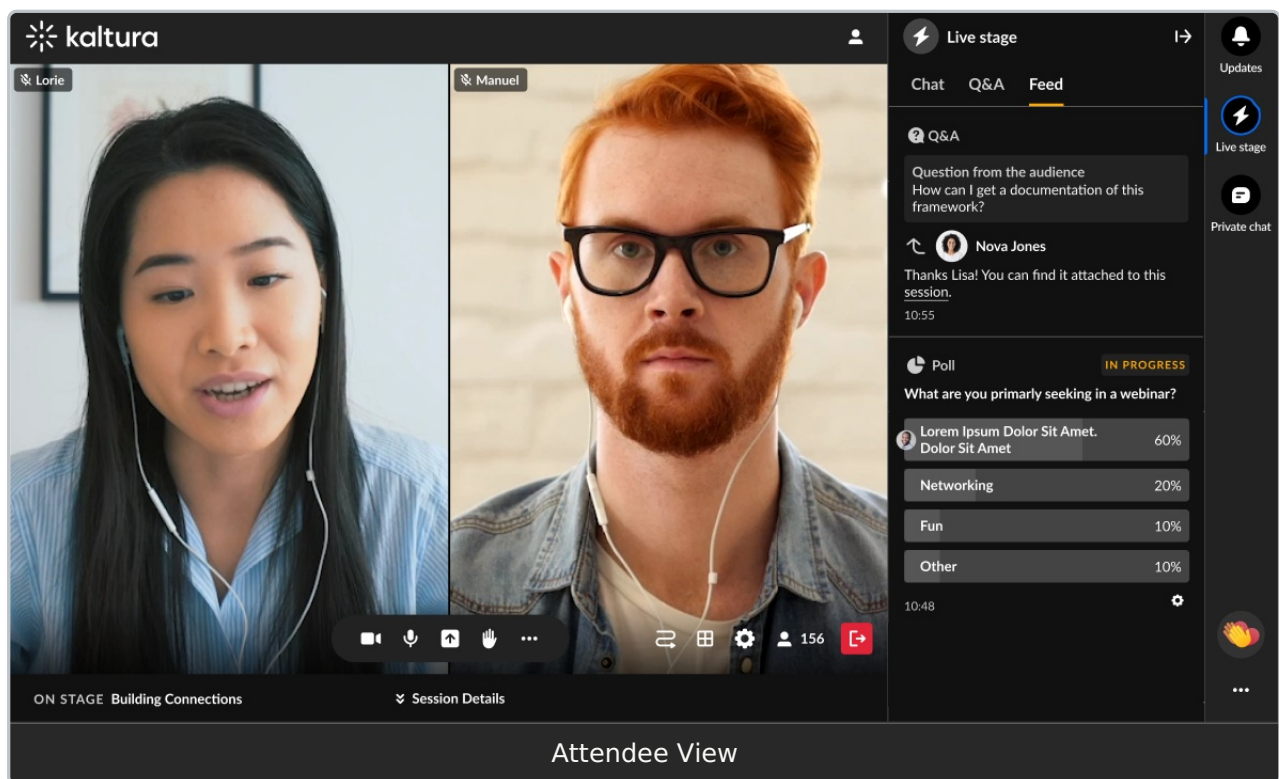 kaltura
Lorie
Manuel
Live stage
Chat Q&A Feed
Q&A
Question from the audience
How can I get a documentation of this
framework?
Nova Jones
Thanks Lisa! You can find it attached to this
session.
10:55
Poll IN PROGRESS
What are you primarly seeking in a webinar?
Lorem Ipsum Dolor Sit Amet.
Dolor Sit Amet 60%
Networking 20%
Fun 10%
Other 10%
10:48
Updates
Live stage
Private chat
156
ON STAGE Building Connections
Session Details
Attendee View